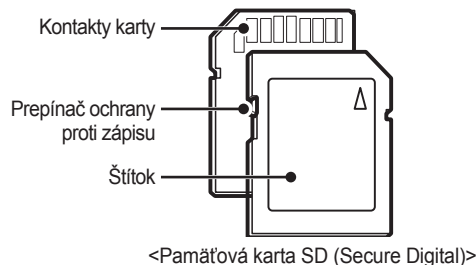 Kontakty karty
Prepínač ochrany
proti zápisu
Štítok
<Pamäťová karta SD (Secure Digital)>